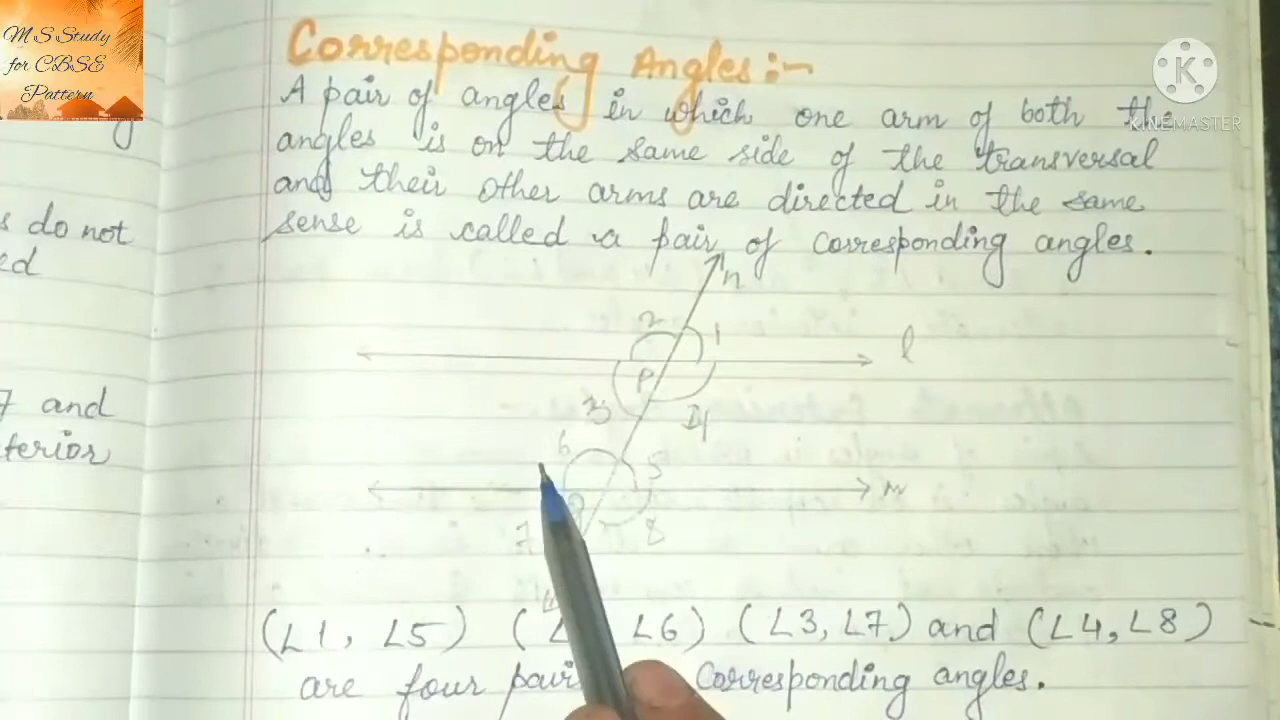 M.S Study
for CBSE
Pattern
KINEMASTER
Corresponding Angles:-
A pair of angles in which one arm of both the
angles is on the same side of the transversal
and their other arms are directed in the same
sense is called a pair of corresponding angles.
s do not
ed
7 and
terior
n
2 1
l
P
3 4
6 5
m
7 8
(∠1, ∠5) (∠ ∠6) (∠3, ∠7) and (∠4, ∠8)
are four pair corresponding angles.